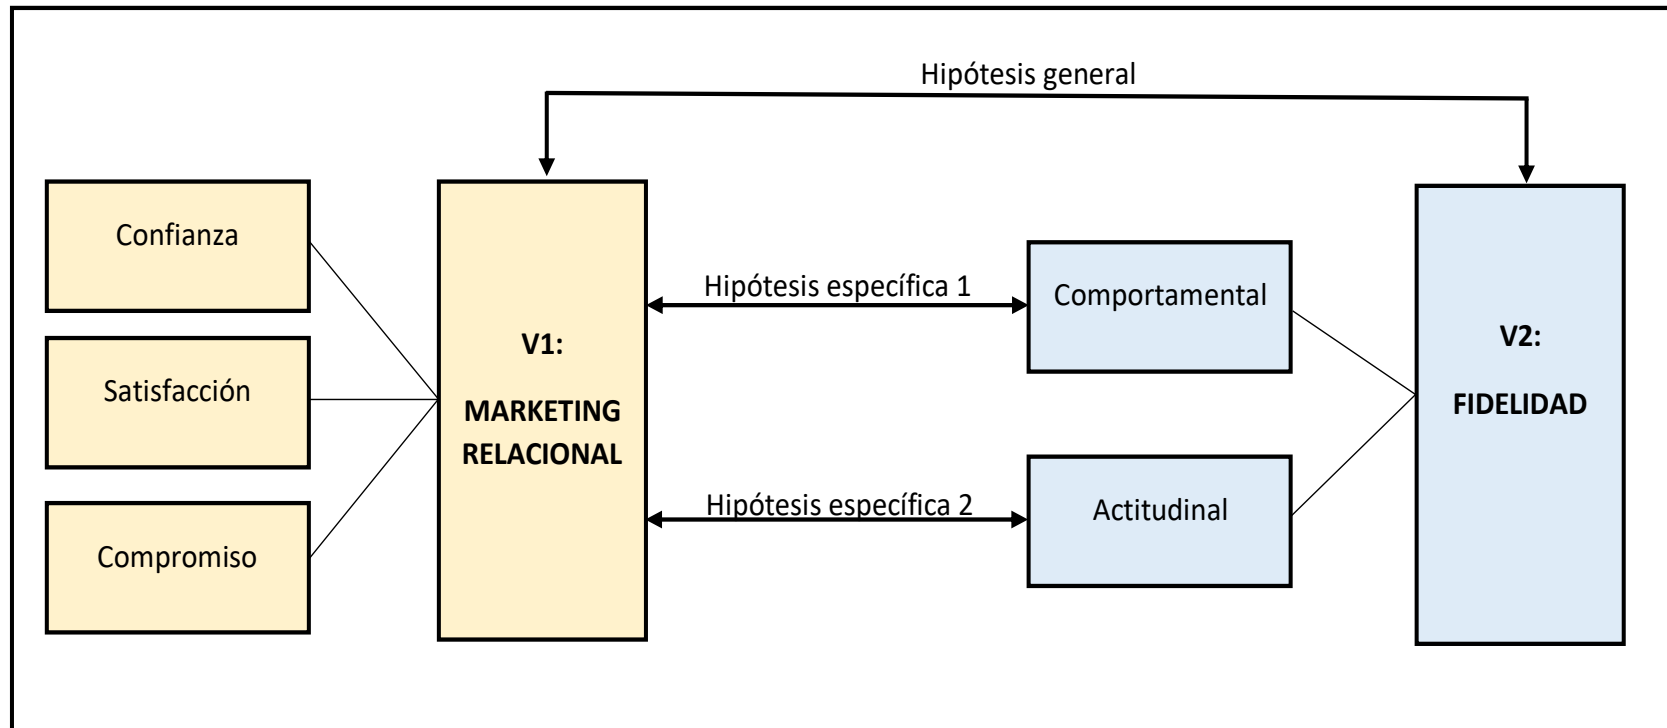 Hipótesis general
Confianza
Satisfacción
Compromiso
V1:
MARKETING
RELACIONAL
Hipótesis específica 1
Hipótesis específica 2
Comportamental
Actitudinal
V2:
FIDELIDAD